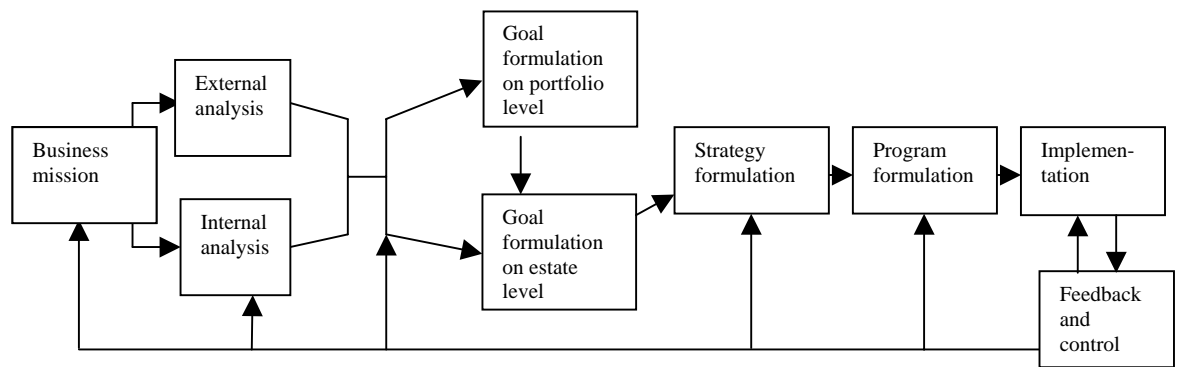 Business
mission
External
analysis
Internal
analysis
Goal
formulation
on portfolio
level
Goal
formulation
on estate
level
Strategy
formulation
Program
formulation
Implemen-
tation
Feedback
and
control